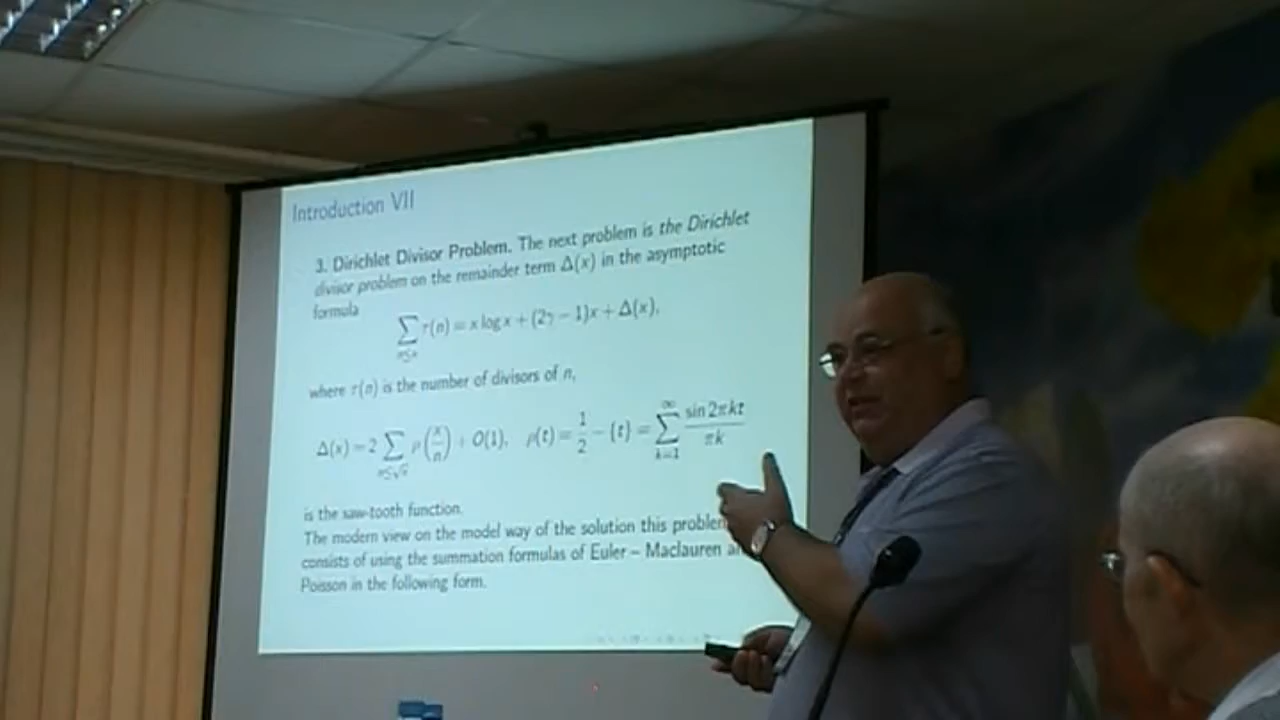 Introduction VII
3. Dirichlet Divisor Problem. The next problem is the Dirichlet
divisor problem on the remainder term Δ(x) in the asymptotic
formula
∑_{n≤x} τ(n) = x log x + (2γ − 1)x + Δ(x),
where τ(n) is the number of divisors of n,
Δ(x) = 2 ∑_{n≤√x} ρ(x/n) + O(1), ρ(t) = 1/2 − {t} = ∑_{k=1}^{∞} sin 2πkt / πk
is the saw-tooth function.
The modern view on the model way of the solution this problem
consists of using the summation formulas of Euler – Maclauren
Poisson in the following form.